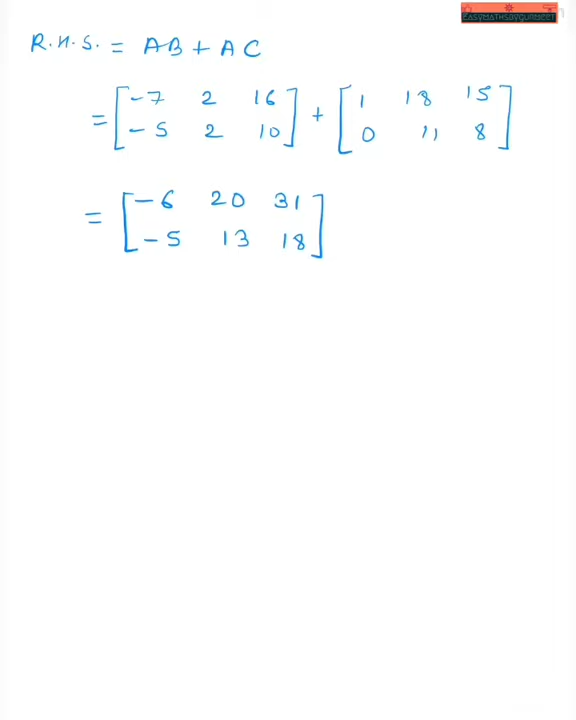 EASYMATHSBYGURMEET
R.H.S. = AB + AC
= [ -7 2 16 ] + [ 1 18 15 ]
[ -5 2 10 ] [ 0 11 8 ]
= [ -6 20 31 ]
[ -5 13 18 ]